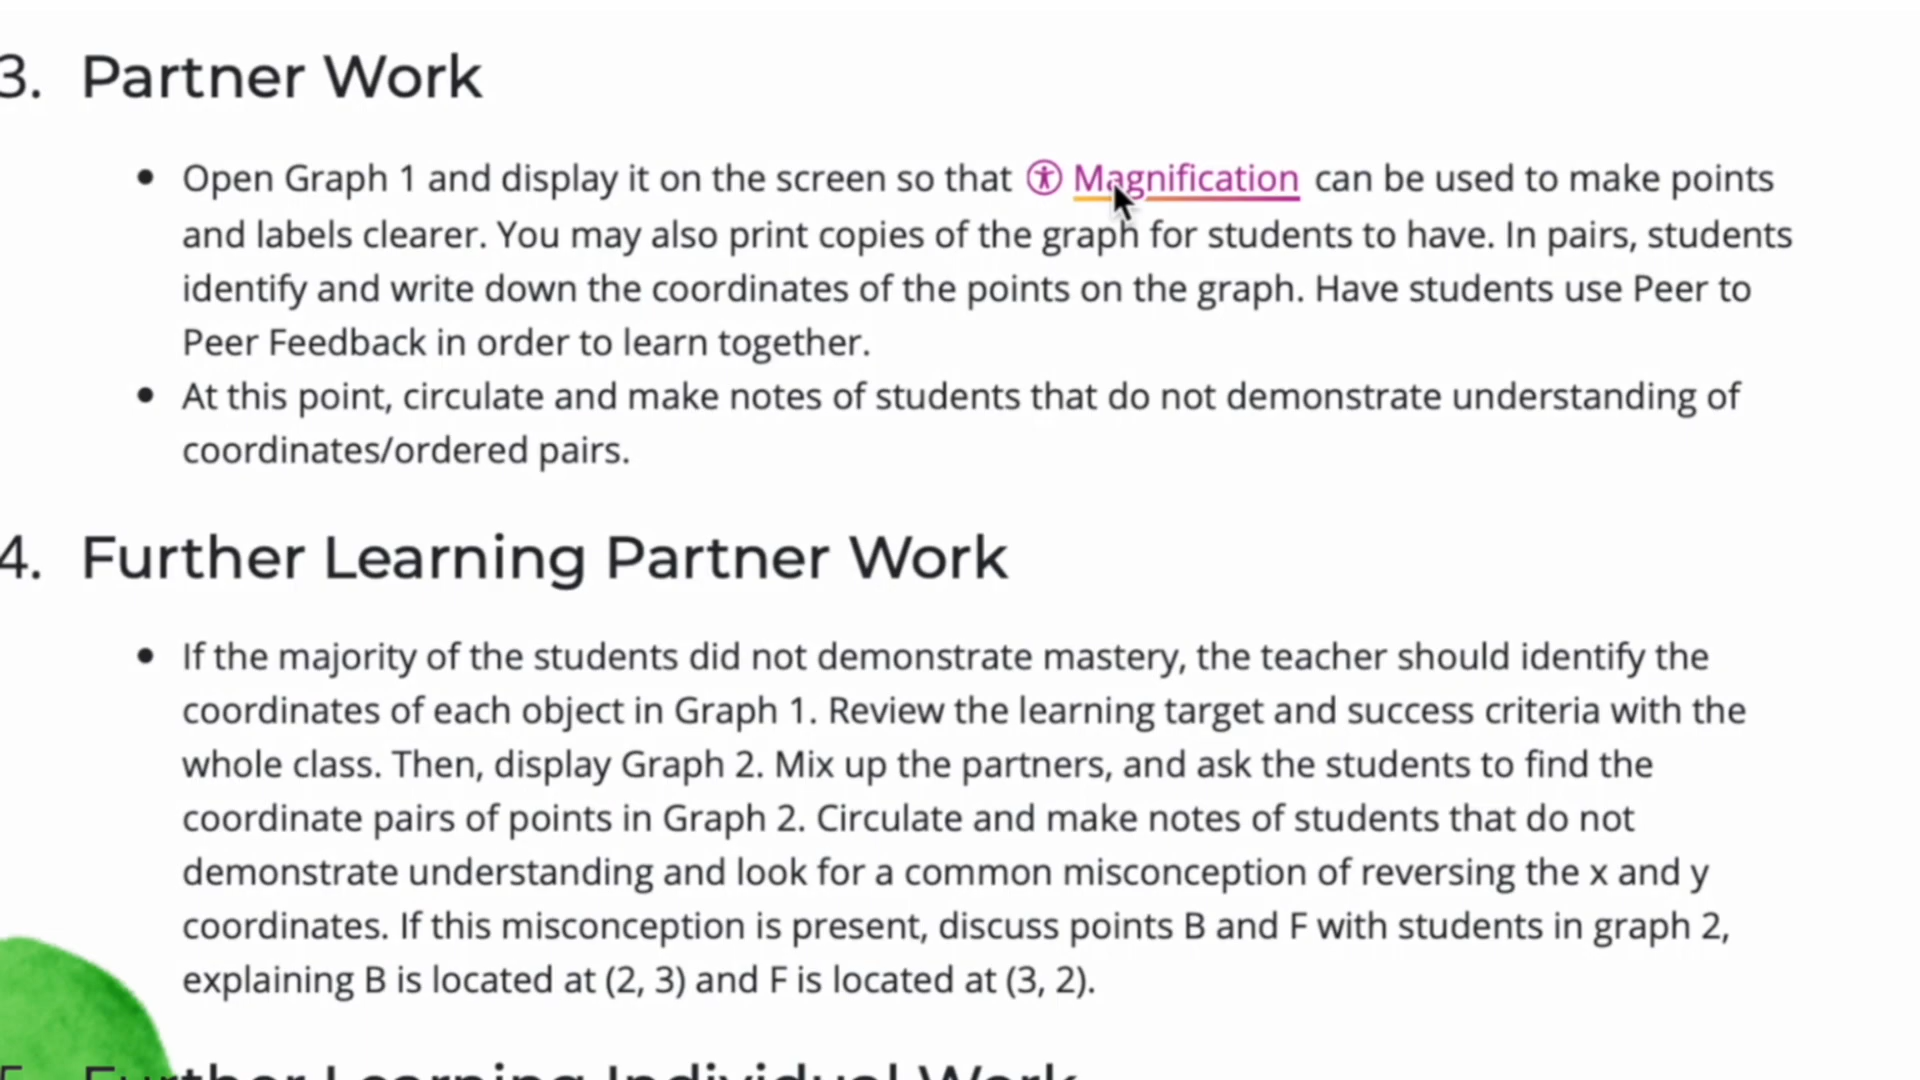 3. Partner Work
Open Graph 1 and display it on the screen so that Magnification can be used to make points
and labels clearer. You may also print copies of the graph for students to have. In pairs, students
identify and write down the coordinates of the points on the graph. Have students use Peer to
Peer Feedback in order to learn together.
At this point, circulate and make notes of students that do not demonstrate understanding of
coordinates/ordered pairs.
4. Further Learning Partner Work
If the majority of the students did not demonstrate mastery, the teacher should identify the
coordinates of each object in Graph 1. Review the learning target and success criteria with the
whole class. Then, display Graph 2. Mix up the partners, and ask the students to find the
coordinate pairs of points in Graph 2. Circulate and make notes of students that do not
demonstrate understanding and look for a common misconception of reversing the x and y
coordinates. If this misconception is present, discuss points B and F with students in graph 2,
explaining B is located at (2, 3) and F is located at (3, 2).
5. Further Learning Individual Work